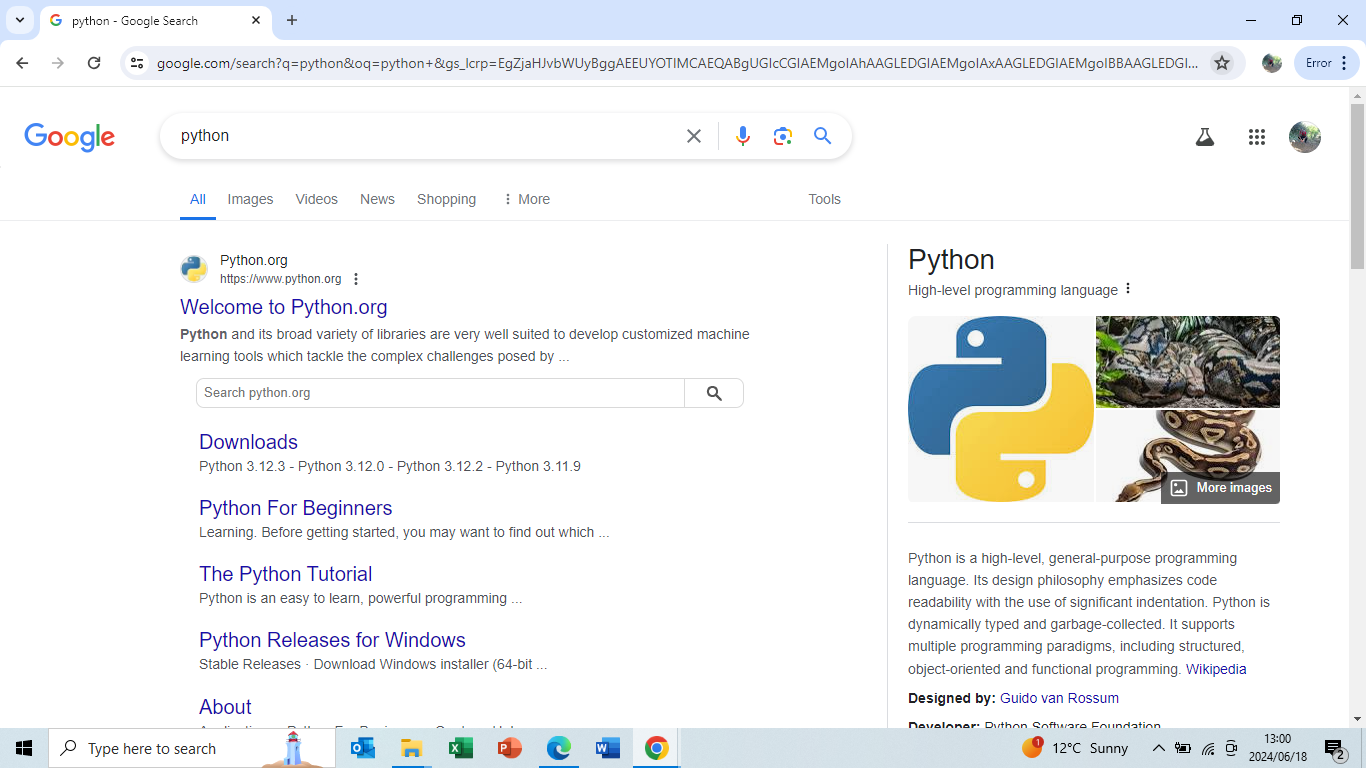 python - Google Search
google.com/search?q=python&oq=python+&gs_lcrp=EgZjaHJvbWUyBggAEEUYOTIMCAEQABgUGIcCGIAEMgoIAhAAGLEDGIAEMgoIAxAAGLEDGIAEMgoIBBAAGLEDGI...
Error
Google
python
All
Images
Videos
News
Shopping
More
Tools
Python.org
https://www.python.org
Welcome to Python.org
Python and its broad variety of libraries are very well suited to develop customized machine
learning tools which tackle the complex challenges posed by ...
Search python.org
Downloads
Python 3.12.3 - Python 3.12.0 - Python 3.12.2 - Python 3.11.9
Python For Beginners
Learning. Before getting started, you may want to find out which ...
The Python Tutorial
Python is an easy to learn, powerful programming ...
Python Releases for Windows
Stable Releases · Download Windows installer (64-bit ...
About
Python
High-level programming language
More images
Python is a high-level, general-purpose programming
language. Its design philosophy emphasizes code
readability with the use of significant indentation. Python is
dynamically typed and garbage-collected. It supports
multiple programming paradigms, including structured,
object-oriented and functional programming. Wikipedia
Designed by: Guido van Rossum
Developer: Python Software Foundation
Type here to search
1
12°C Sunny
13:00
2024/06/18
2